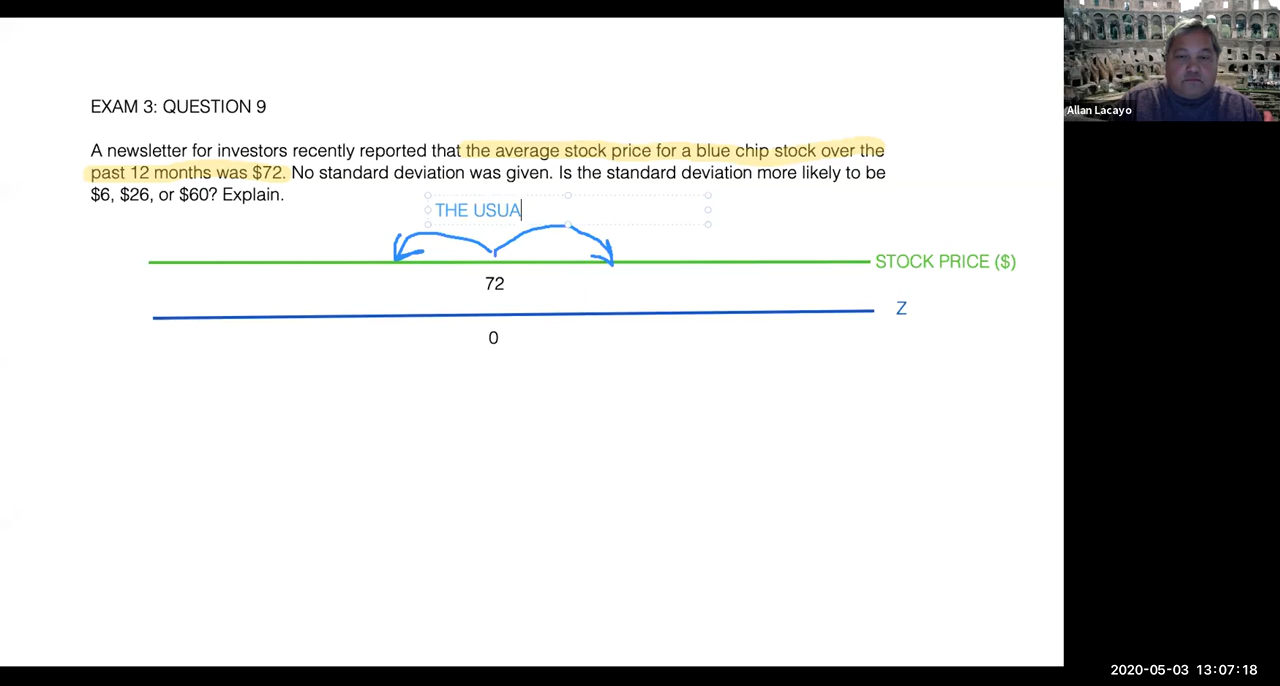 EXAM 3: QUESTION 9
A newsletter for investors recently reported that the average stock price for a blue chip stock over the
past 12 months was $72. No standard deviation was given. Is the standard deviation more likely to be
$6, $26, or $60? Explain.
THE USUA
STOCK PRICE ($)
72
Z
0
Allan Lacayo
2020-05-03 13:07:18